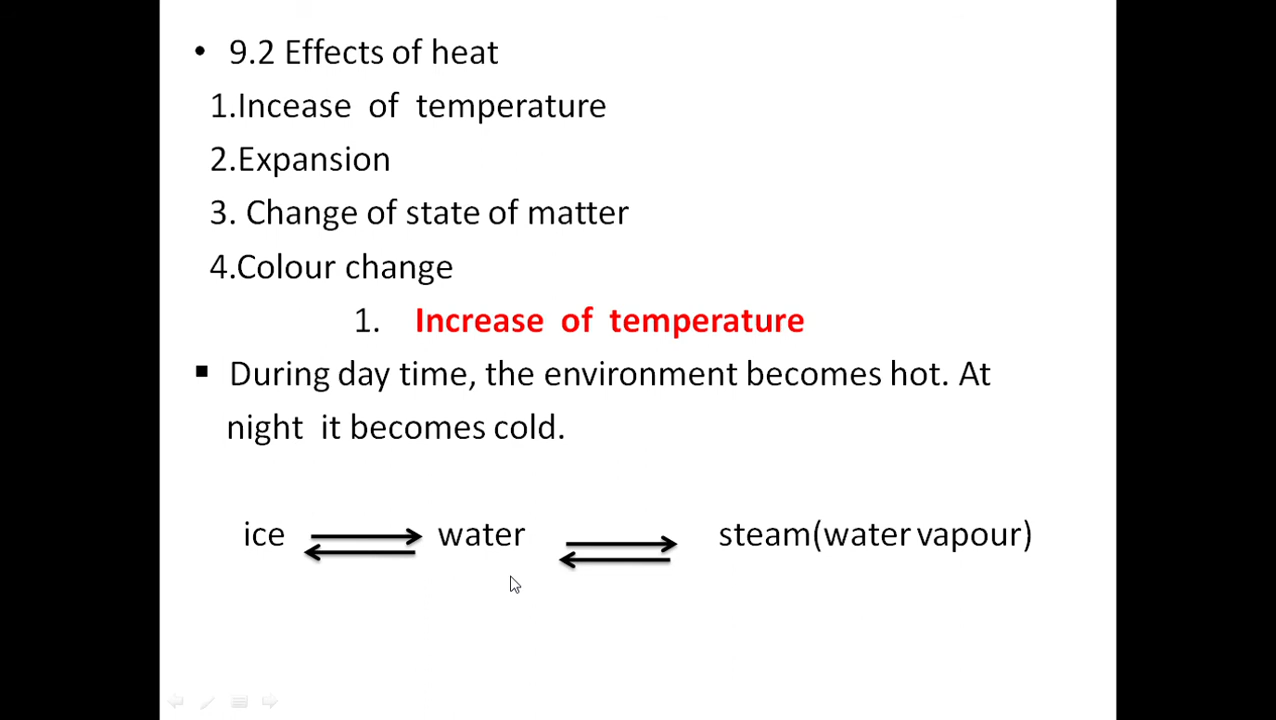 • 9.2 Effects of heat
1.Incease of temperature
2.Expansion
3. Change of state of matter
4.Colour change
1. Increase of temperature
▪ During day time, the environment becomes hot. At
night it becomes cold.
ice ⇄ water ⇄ steam(water vapour)